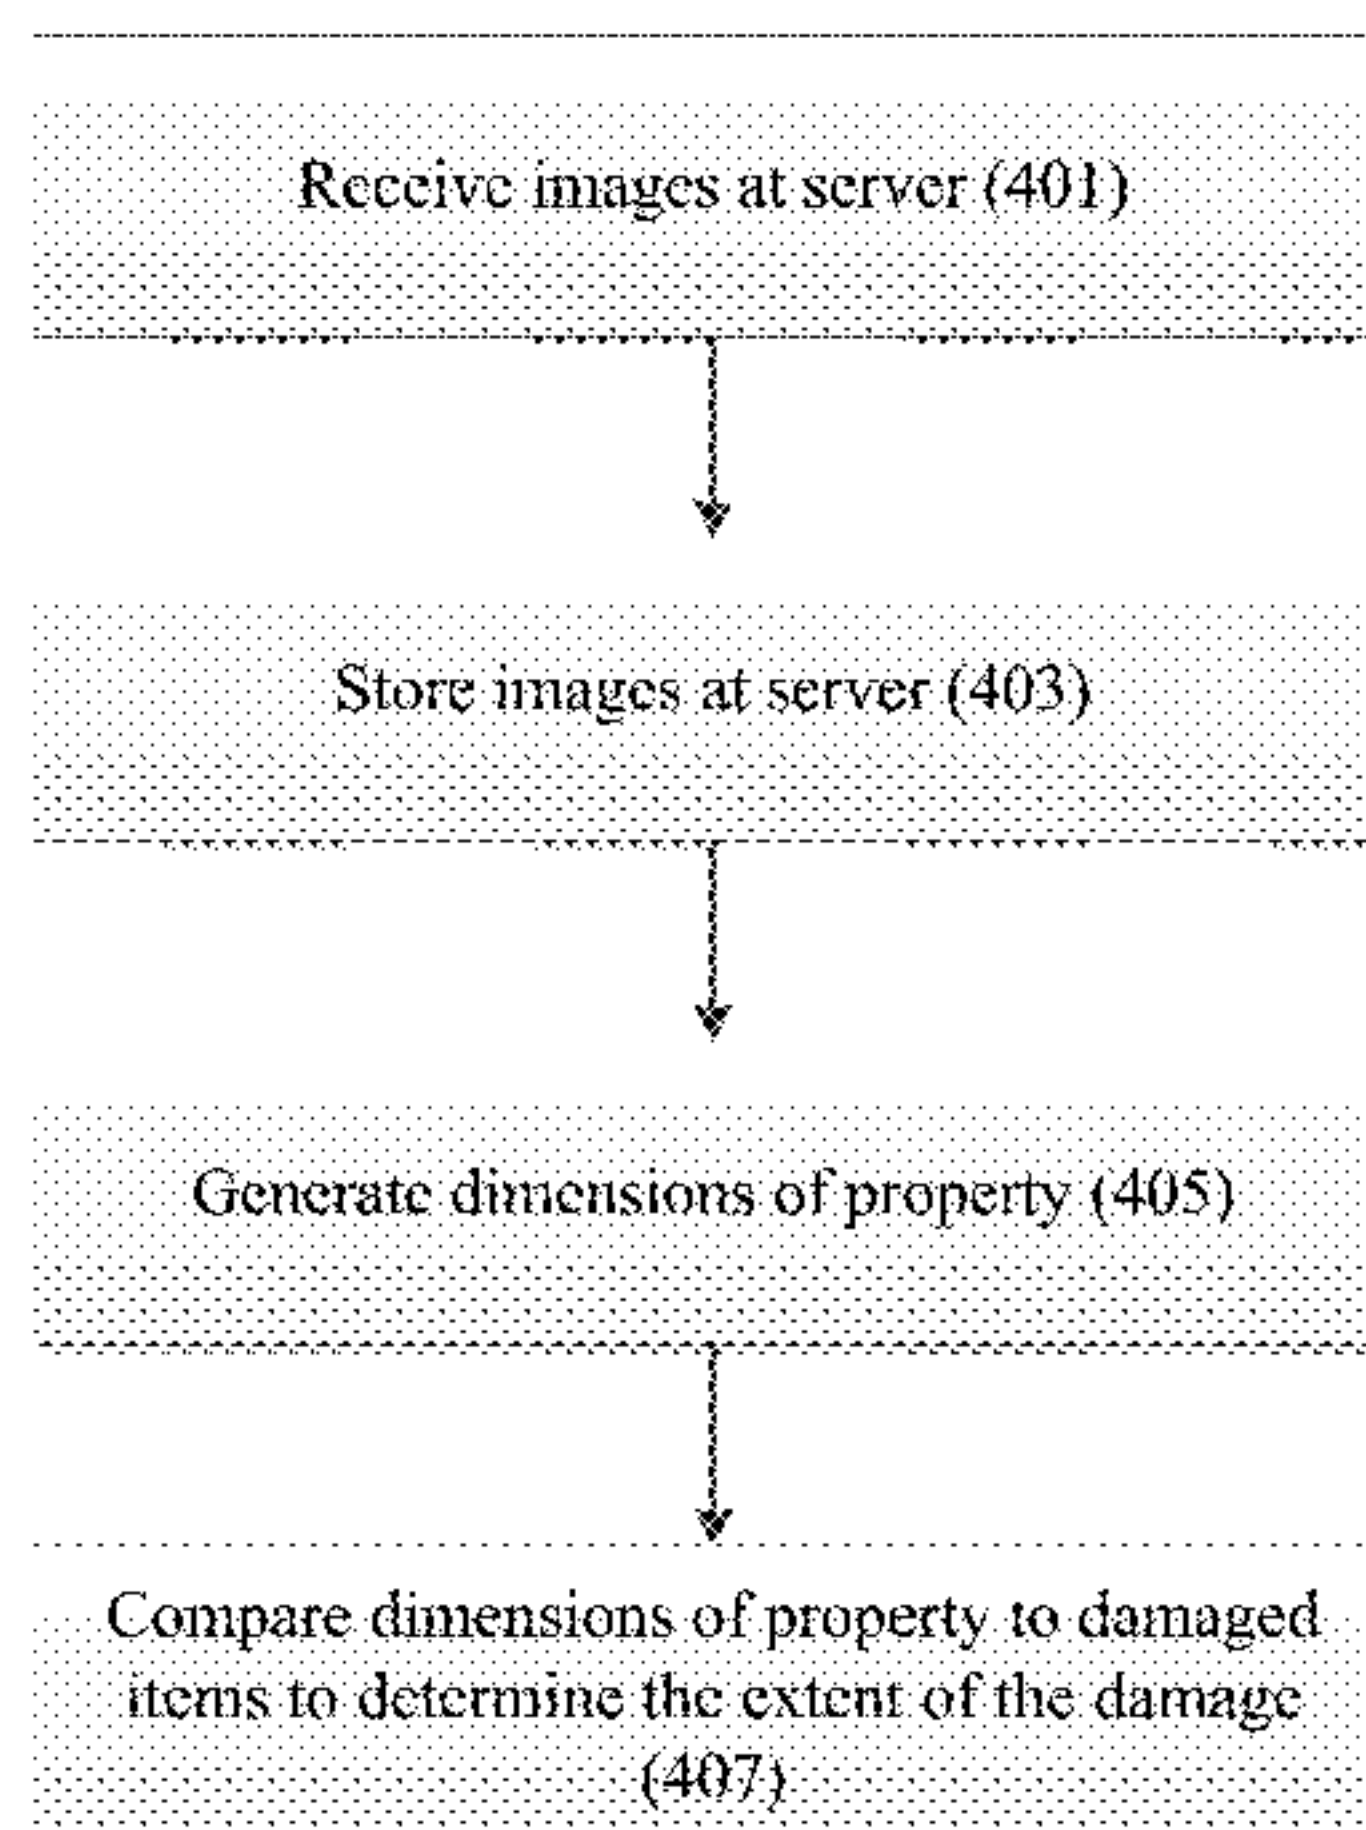 Receive images at server (401)
Store images at server (403)
Generate dimensions of property (405)
Compare dimensions of property to damaged
items to determine the extent of the damage
(407)